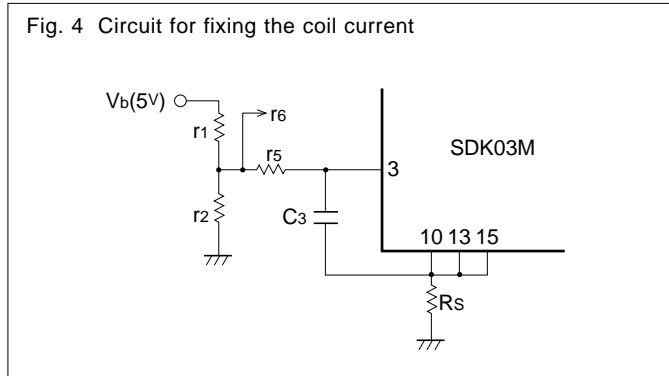 Fig. 4 Circuit for fixing the coil current
Vb(5V)
r6
r1
r5
SDK03M
3
r2
C3
10 13 15
RS